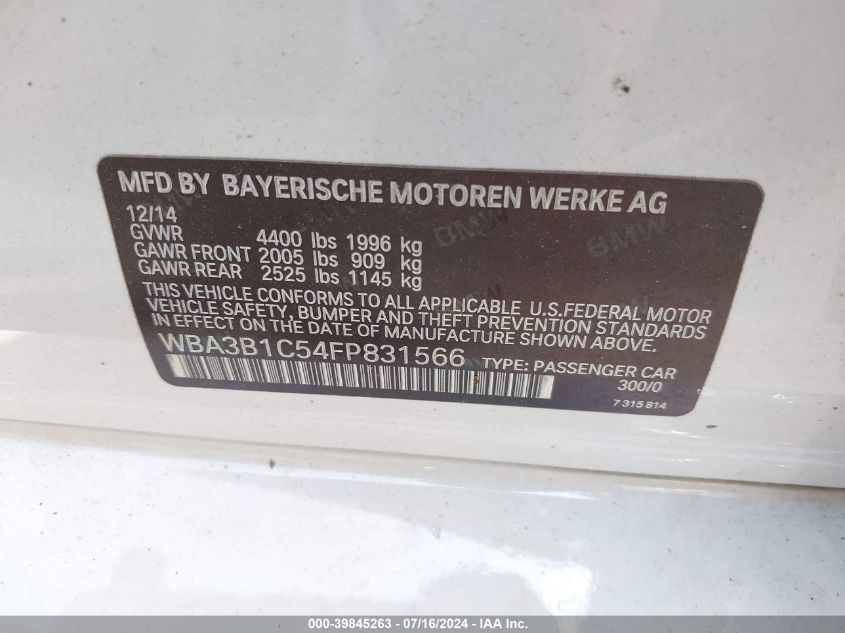 MFD BY BAYERISCHE MOTOREN WERKE AG
12/14
GVWR 4400 lbs 1996 kg
GAWR FRONT 2005 lbs 909 kg
GAWR REAR 2525 lbs 1145 kg
THIS VEHICLE CONFORMS TO ALL APPLICABLE U.S.FEDERAL MOTOR
VEHICLE SAFETY, BUMPER AND THEFT PREVENTION STANDARDS
IN EFFECT ON THE DATE OF MANUFACTURE SHOWN ABOVE.
WBA3B1C54FP831566 TYPE: PASSENGER CAR
300/0
7 315 814
000-39845263 - 07/16/2024 - IAA Inc.